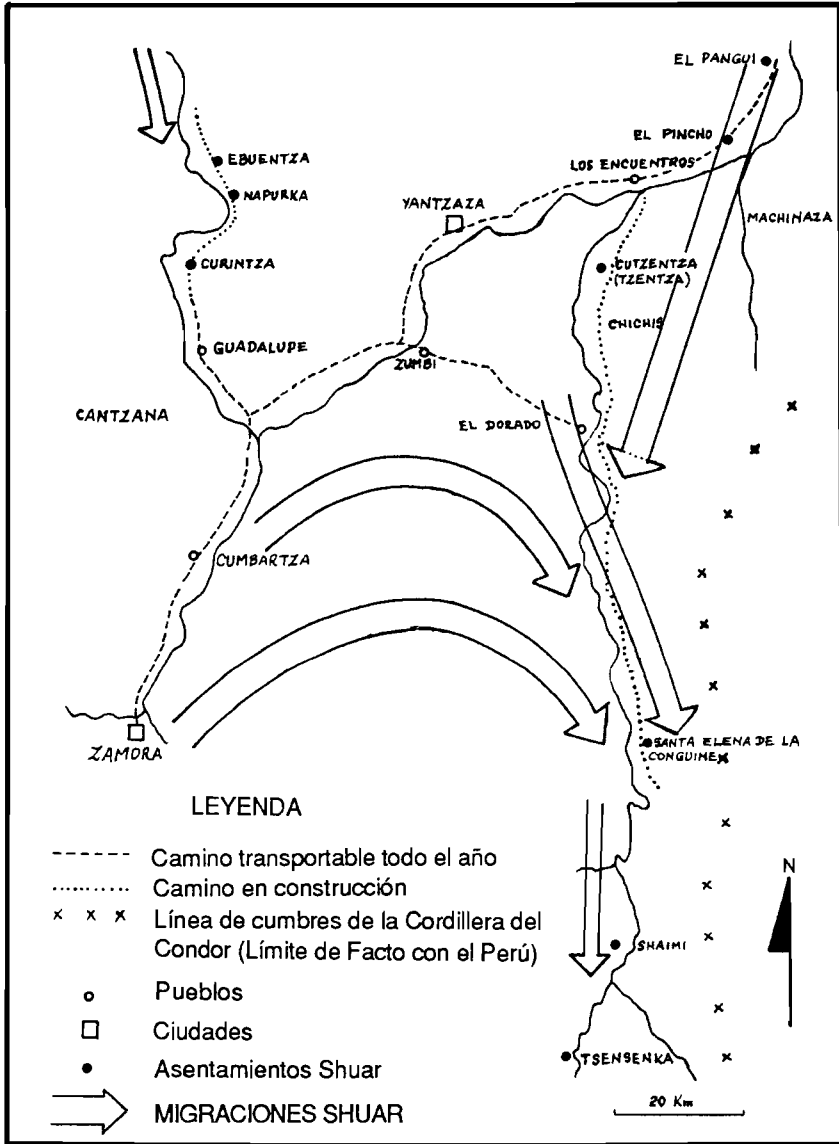 EL PANGUI
EL PINCHO
LOS ENCUENTROS
EBUENTZA
NAPURKA
YANTZAZA
MACHINAZA
CURINTZA
CUTZENTZA
(TZENTZA)
CHICHIS
GUADALUPE
ZUMBI
CANTZANA
EL DORADO
CUMBARTZA
ZAMORA
SANTA ELENA DE LA
CONGUIME
LEYENDA
Camino transportable todo el año
Camino en construcción
x x x Línea de cumbres de la Cordillera del
Condor (Límite de Facto con el Perú)
Pueblos
Ciudades
Asentamientos Shuar
MIGRACIONES SHUAR
N
SHAIMI
TSENSENKA
20 Km